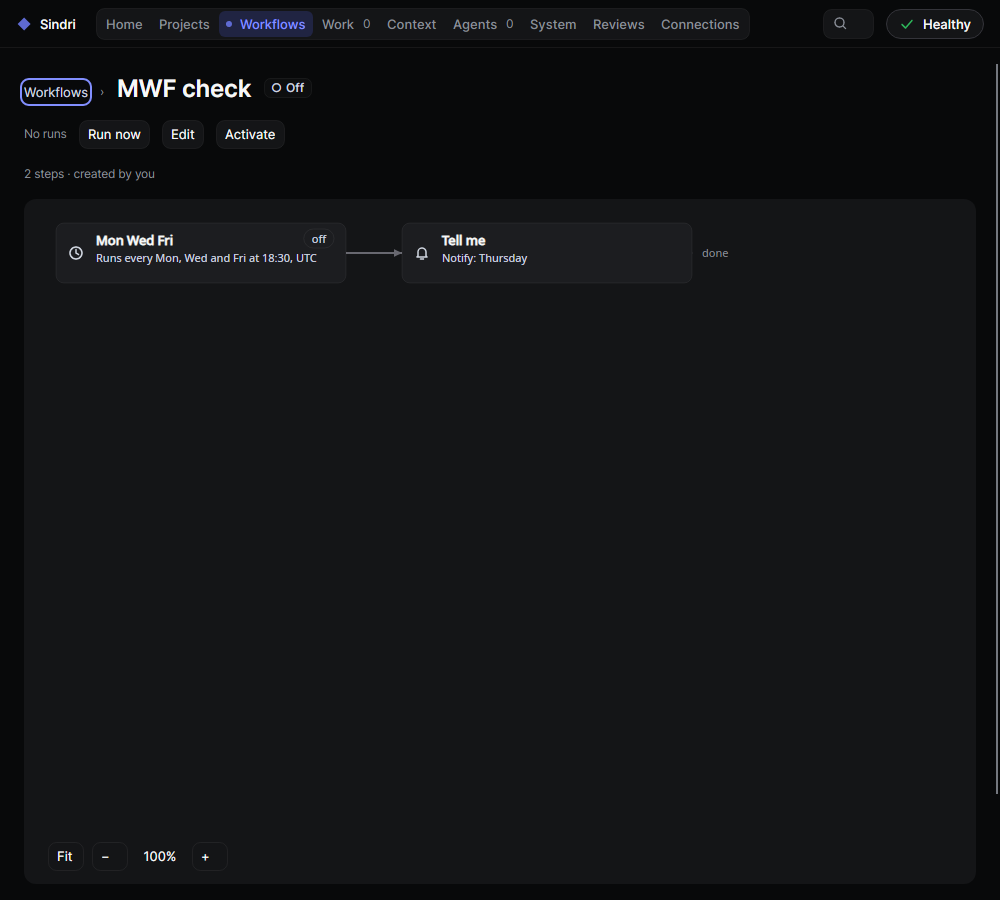 Sindri Home Projects Workflows Work 0 Context Agents 0 System Reviews Connections Healthy
Workflows › MWF check Off
No runs Run now Edit Activate
2 steps · created by you
Mon Wed Fri off
Runs every Mon, Wed and Fri at 18:30, UTC
Tell me
Notify: Thursday
done
Fit − 100% +